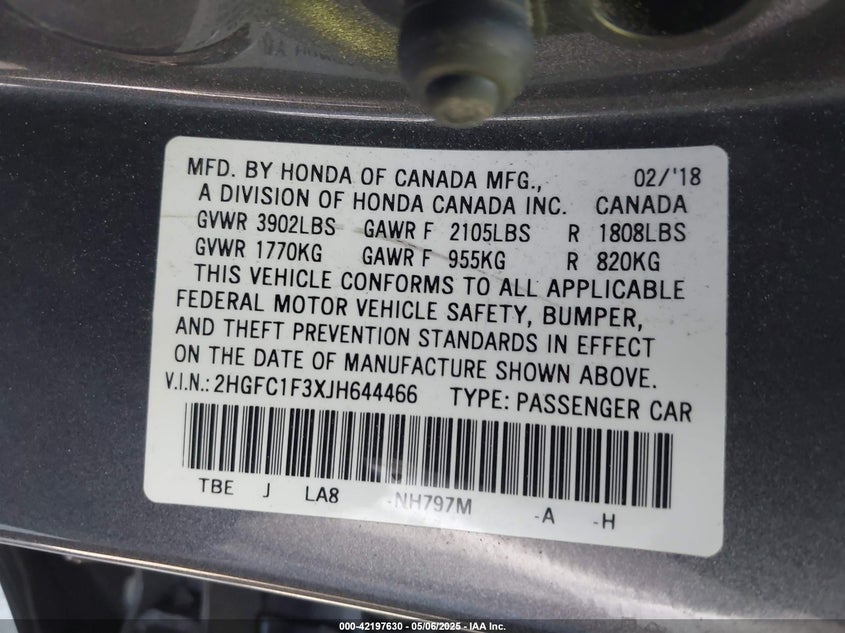 MFD. BY HONDA OF CANADA MFG., 02/'18
A DIVISION OF HONDA CANADA INC. CANADA
GVWR 3902LBS GAWR F 2105LBS R 1808LBS
GVWR 1770KG GAWR F 955KG R 820KG
THIS VEHICLE CONFORMS TO ALL APPLICABLE
FEDERAL MOTOR VEHICLE SAFETY, BUMPER,
AND THEFT PREVENTION STANDARDS IN EFFECT
ON THE DATE OF MANUFACTURE SHOWN ABOVE.
V.I.N.: 2HGFC1F3XJH644466 TYPE: PASSENGER CAR
TBE J LA8 -NH797M -A -H
000-42197630 - 05/06/2025 - IAA Inc.